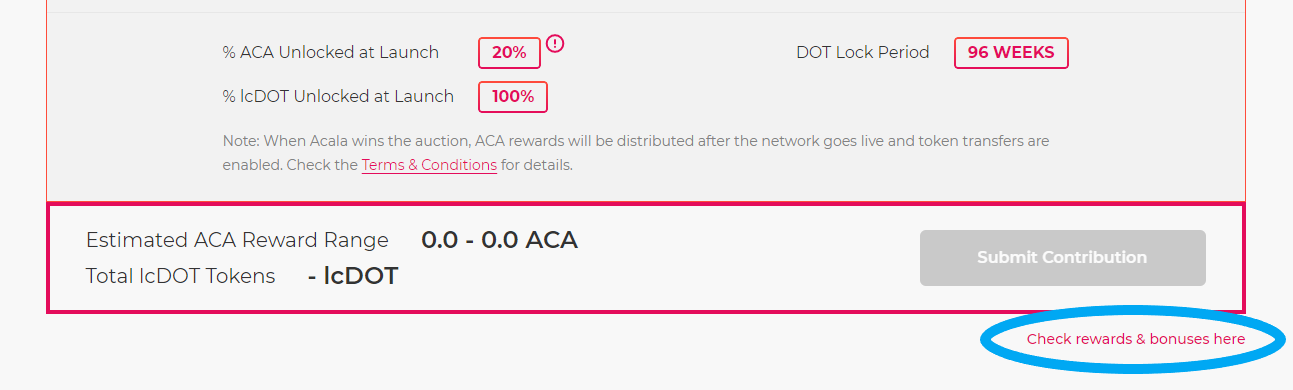 % ACA Unlocked at Launch 20% DOT Lock Period 96 WEEKS
% lcDOT Unlocked at Launch 100%
Note: When Acala wins the auction, ACA rewards will be distributed after the network goes live and token transfers are
enabled. Check the Terms & Conditions for details.
Estimated ACA Reward Range 0.0 - 0.0 ACA
Total lcDOT Tokens - lcDOT
Submit Contribution
Check rewards & bonuses here